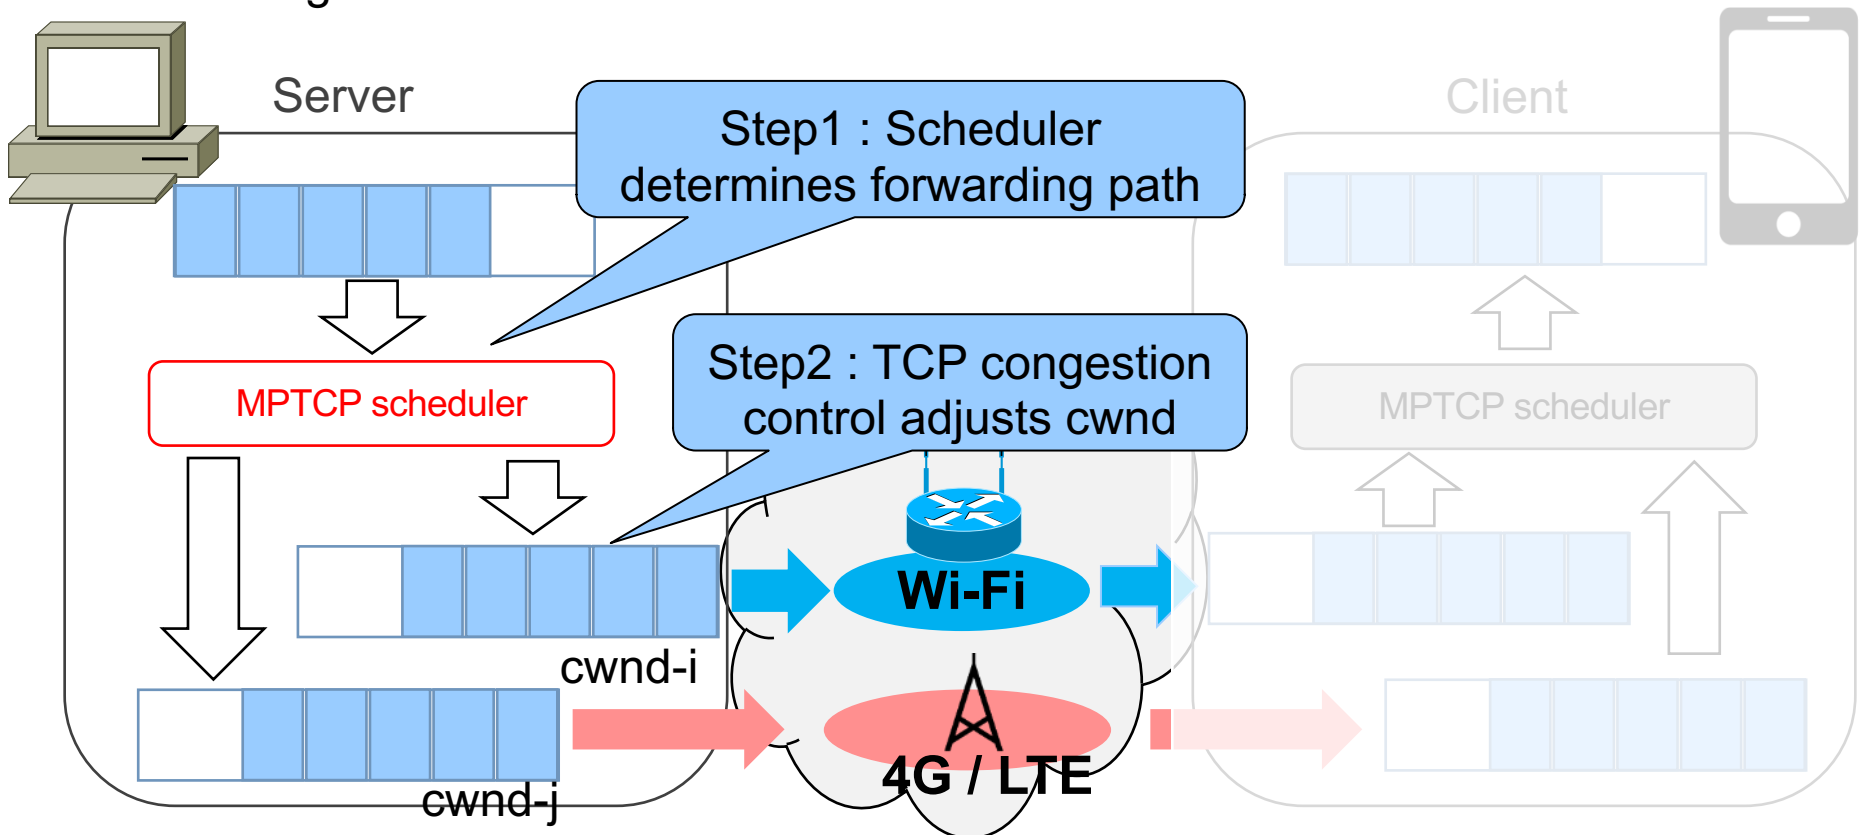 Server
Client
Step1 : Scheduler
determines forwarding path
Step2 : TCP congestion
control adjusts cwnd
MPTCP scheduler
MPTCP scheduler
Wi-Fi
cwnd-i
4G / LTE
cwnd-j